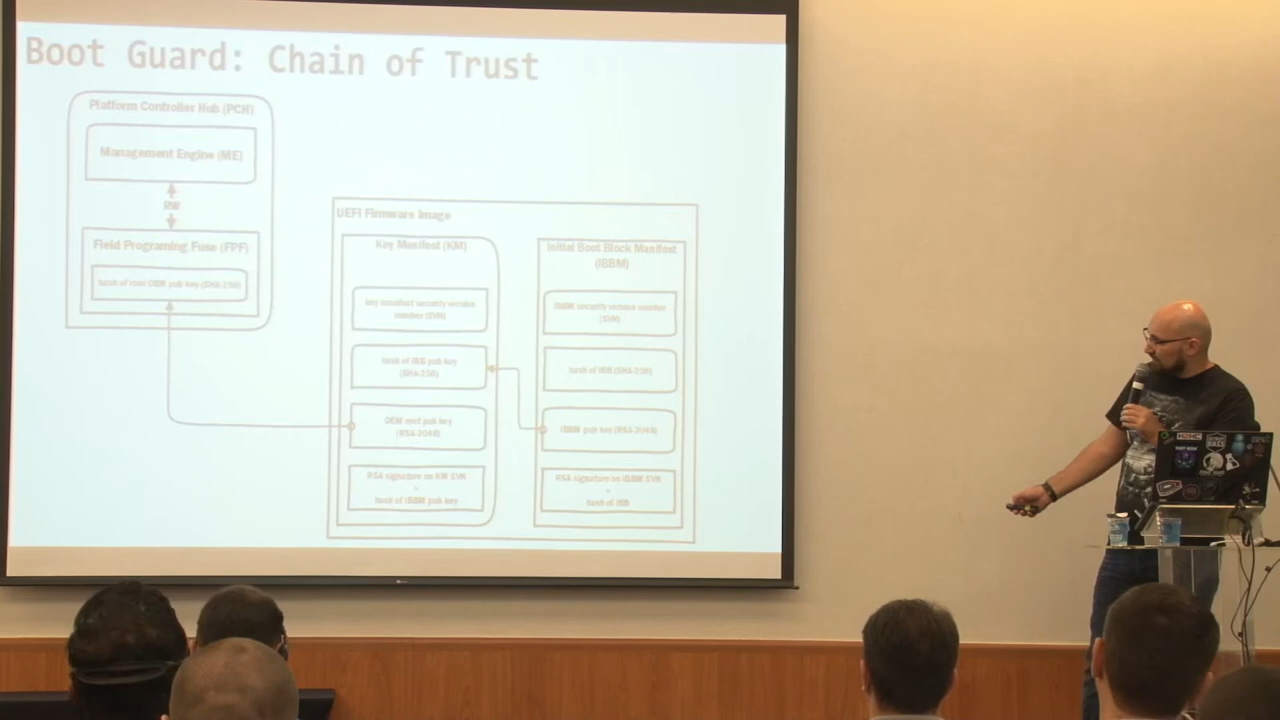 Boot Guard: Chain of Trust
Platform Controller Hub (PCH)
Management Engine (ME)
RW
Field Programing Fuse (FPF)
hash of root OEM pub key (SHA-256)
UEFI Firmware Image
Key Manifest (KM)
key manifest security version
number (SVN)
hash of IBB pub key
(SHA-256)
OEM root pub key
(RSA-2048)
RSA signature on KM SVN
+
hash of IBBM pub key
Initial Boot Block Manifest
(IBBM)
IBBM security version number
(SVN)
hash of IBB (SHA-256)
IBBM pub key (RSA-2048)
RSA signature on IBBM SVN
+
hash of IBB
H2HC
BIKES